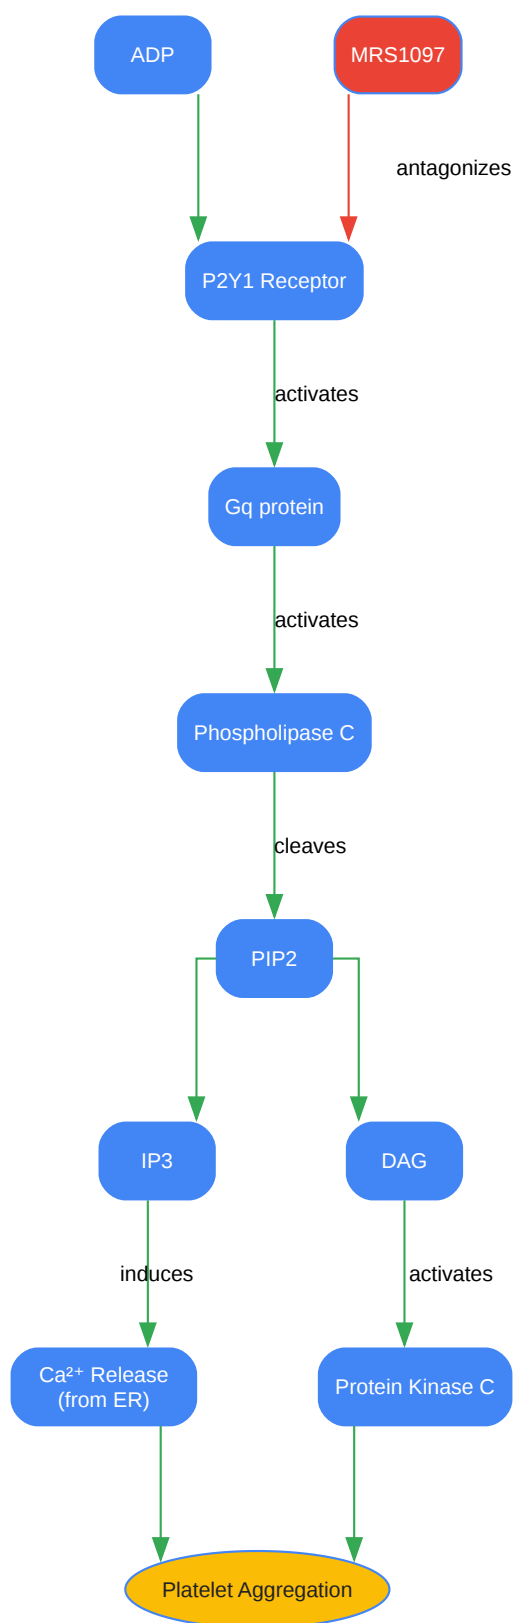 ADP
MRS1097
antagonizes
P2Y1 Receptor
activates
Gq protein
activates
Phospholipase C
cleaves
PIP2
IP3
DAG
induces
activates
Ca²⁺ Release
(from ER)
Protein Kinase C
Platelet Aggregation